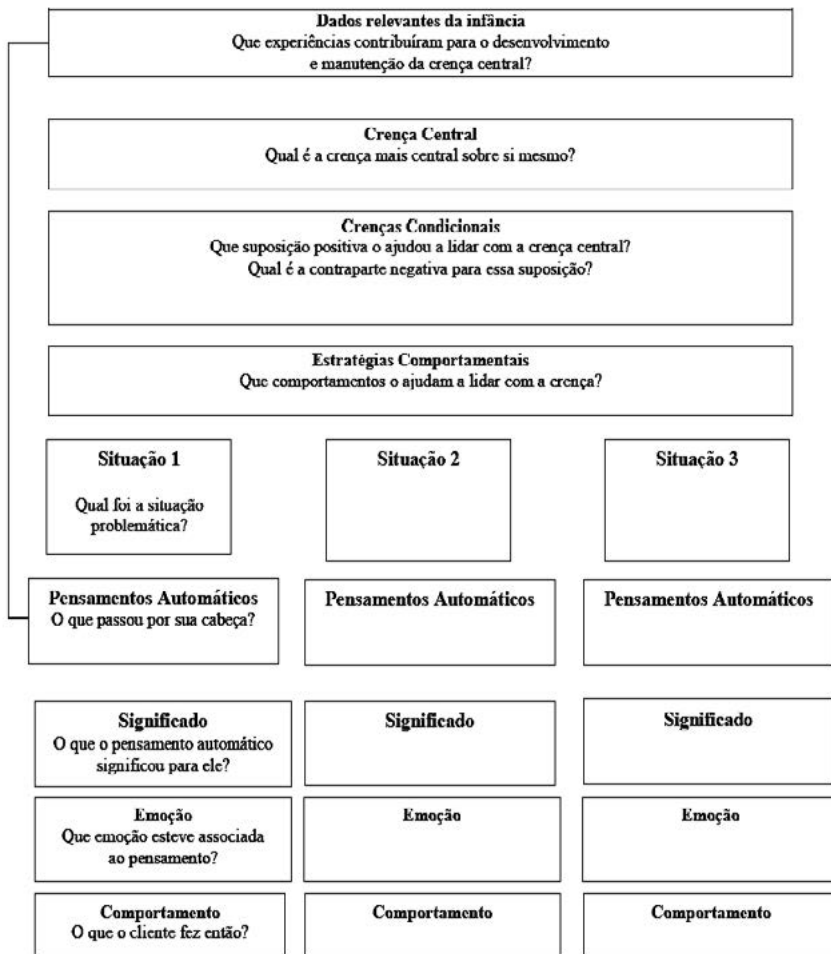 Dados relevantes da infância
Que experiências contribuíram para o desenvolvimento
e manutenção da crença central?
Crença Central
Qual é a crença mais central sobre si mesmo?
Crenças Condicionais
Que suposição positiva o ajudou a lidar com a crença central?
Qual é a contraparte negativa para essa suposição?
Estratégias Comportamentais
Que comportamentos o ajudam a lidar com a crença?
Situação 1
Qual foi a situação
problemática?
Situação 2
Situação 3
Pensamentos Automáticos
O que passou por sua cabeça?
Pensamentos Automáticos
Pensamentos Automáticos
Significado
O que o pensamento automático
significou para ele?
Significado
Significado
Emoção
Que emoção esteve associada
ao pensamento?
Emoção
Emoção
Comportamento
O que o cliente fez então?
Comportamento
Comportamento